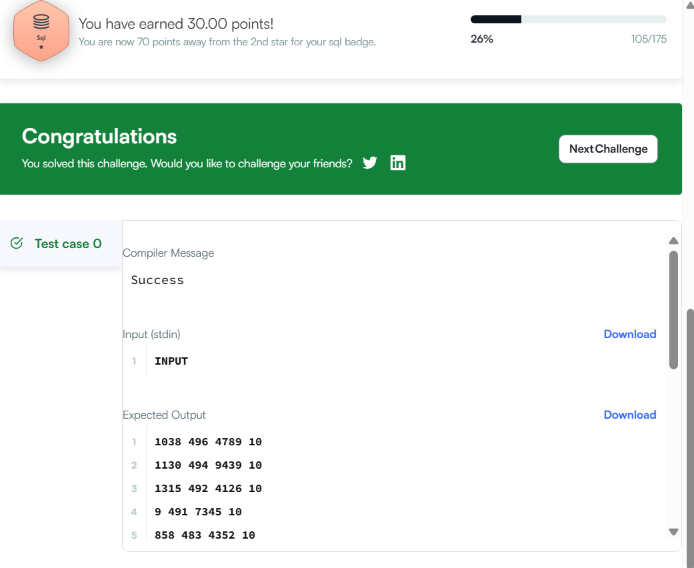 You have earned 30.00 points!
Sql
You are now 70 points away from the 2nd star for your sql badge.
26%
105/175
Congratulations
You solved this challenge. Would you like to challenge your friends?
Next Challenge
Test case 0
Compiler Message
Success
Input (stdin)
Download
1 INPUT
Expected Output
Download
1 1038 496 4789 10
2 1130 494 9439 10
3 1315 492 4126 10
4 9 491 7345 10
5 858 483 4352 10